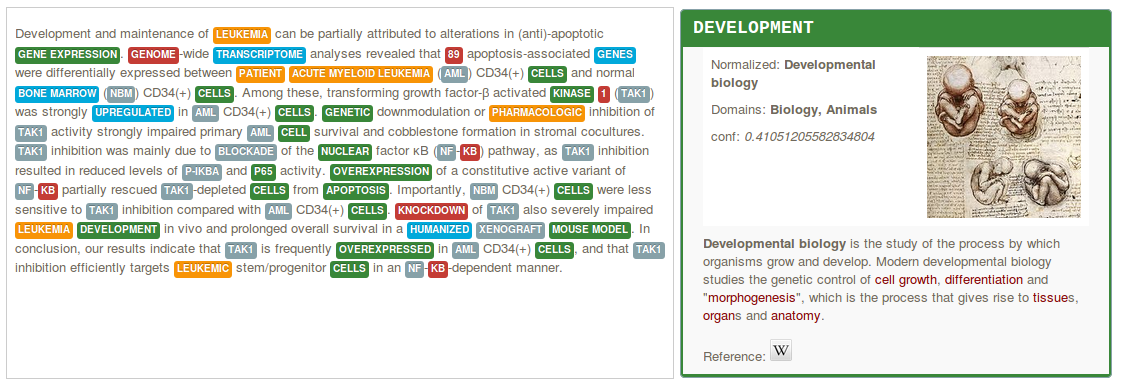 Development and maintenance of LEUKEMIA can be partially attributed to alterations in (anti)-apoptotic
GENE EXPRESSION. GENOME-wide TRANSCRIPTOME analyses revealed that 89 apoptosis-associated GENES
were differentially expressed between PATIENT ACUTE MYELOID LEUKEMIA (AML) CD34(+) CELLS and normal
BONE MARROW (NBM) CD34(+) CELLS. Among these, transforming growth factor-β activated KINASE 1 (TAK1)
was strongly UPREGULATED in AML CD34(+) CELLS. GENETIC downmodulation or PHARMACOLOGIC inhibition of
TAK1 activity strongly impaired primary AML CELL survival and cobblestone formation in stromal cocultures.
TAK1 inhibition was mainly due to BLOCKADE of the NUCLEAR factor κB (NF-KB) pathway, as TAK1 inhibition
resulted in reduced levels of P-IKBA and P65 activity. OVEREXPRESSION of a constitutive active variant of
NF-KB partially rescued TAK1-depleted CELLS from APOPTOSIS. Importantly, NBM CD34(+) CELLS were less
sensitive to TAK1 inhibition compared with AML CD34(+) CELLS. KNOCKDOWN of TAK1 also severely impaired
LEUKEMIA DEVELOPMENT in vivo and prolonged overall survival in a HUMANIZED XENOGRAFT MOUSE MODEL. In
conclusion, our results indicate that TAK1 is frequently OVEREXPRESSED in AML CD34(+) CELLS, and that TAK1
inhibition efficiently targets LEUKEMIC stem/progenitor CELLS in an NF-KB-dependent manner.
DEVELOPMENT
Normalized: Developmental
biology
Domains: Biology, Animals
conf: 0.41051205582834804
Developmental biology is the study of the process by which
organisms grow and develop. Modern developmental biology
studies the genetic control of cell growth, differentiation and
"morphogenesis", which is the process that gives rise to tissues,
organs and anatomy.
Reference: W